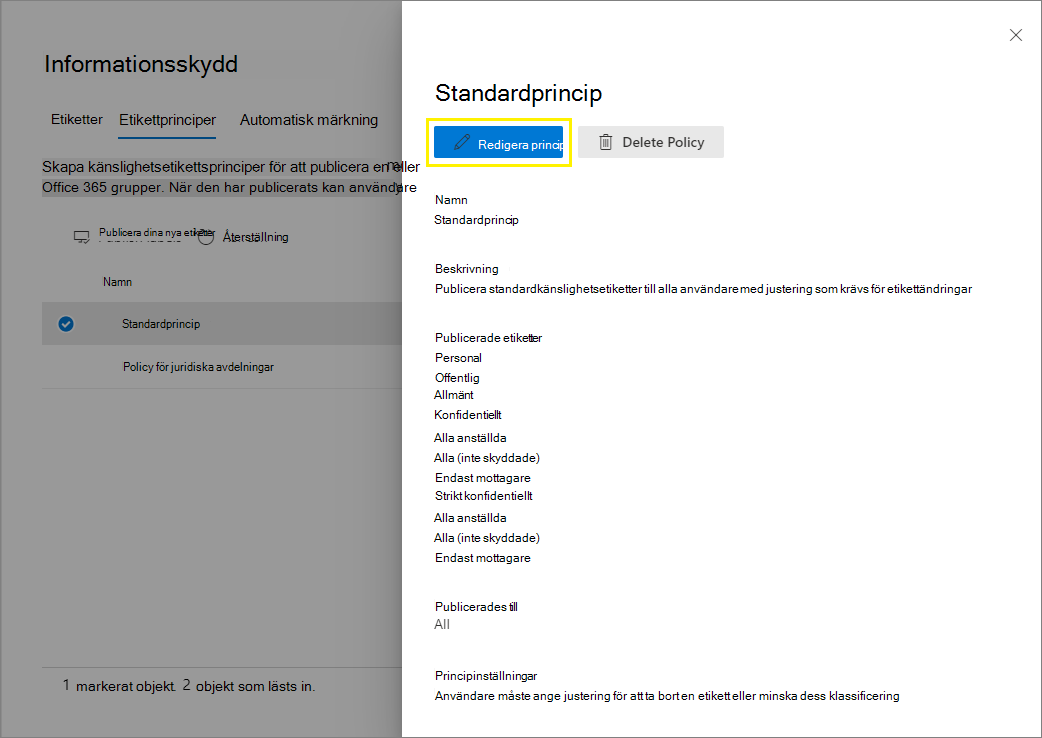 Informationsskydd
Etiketter Etikettprinciper Automatisk märkning
Skapa känslighetsetikettsprinciper för att publicera en eller
Office 365 grupper. När den har publicerats kan användare
Publicera dina nya etiketter Återställning
Namn
Standardprincip
Policy för juridiska avdelningar
1 markerat objekt. 2 objekt som lästs in.
Standardprincip
Redigera princip Delete Policy
Namn
Standardprincip
Beskrivning
Publicera standardkänslighetsetiketter till alla användare med justering som krävs för etikettändringar
Publicerade etiketter
Personal
Offentlig
Allmänt
Konfidentiellt
Alla anställda
Alla (inte skyddade)
Endast mottagare
Strikt konfidentiellt
Alla anställda
Alla (inte skyddade)
Endast mottagare
Publicerades till
All
Principinställningar
Användare måste ange justering för att ta bort en etikett eller minska dess klassificering